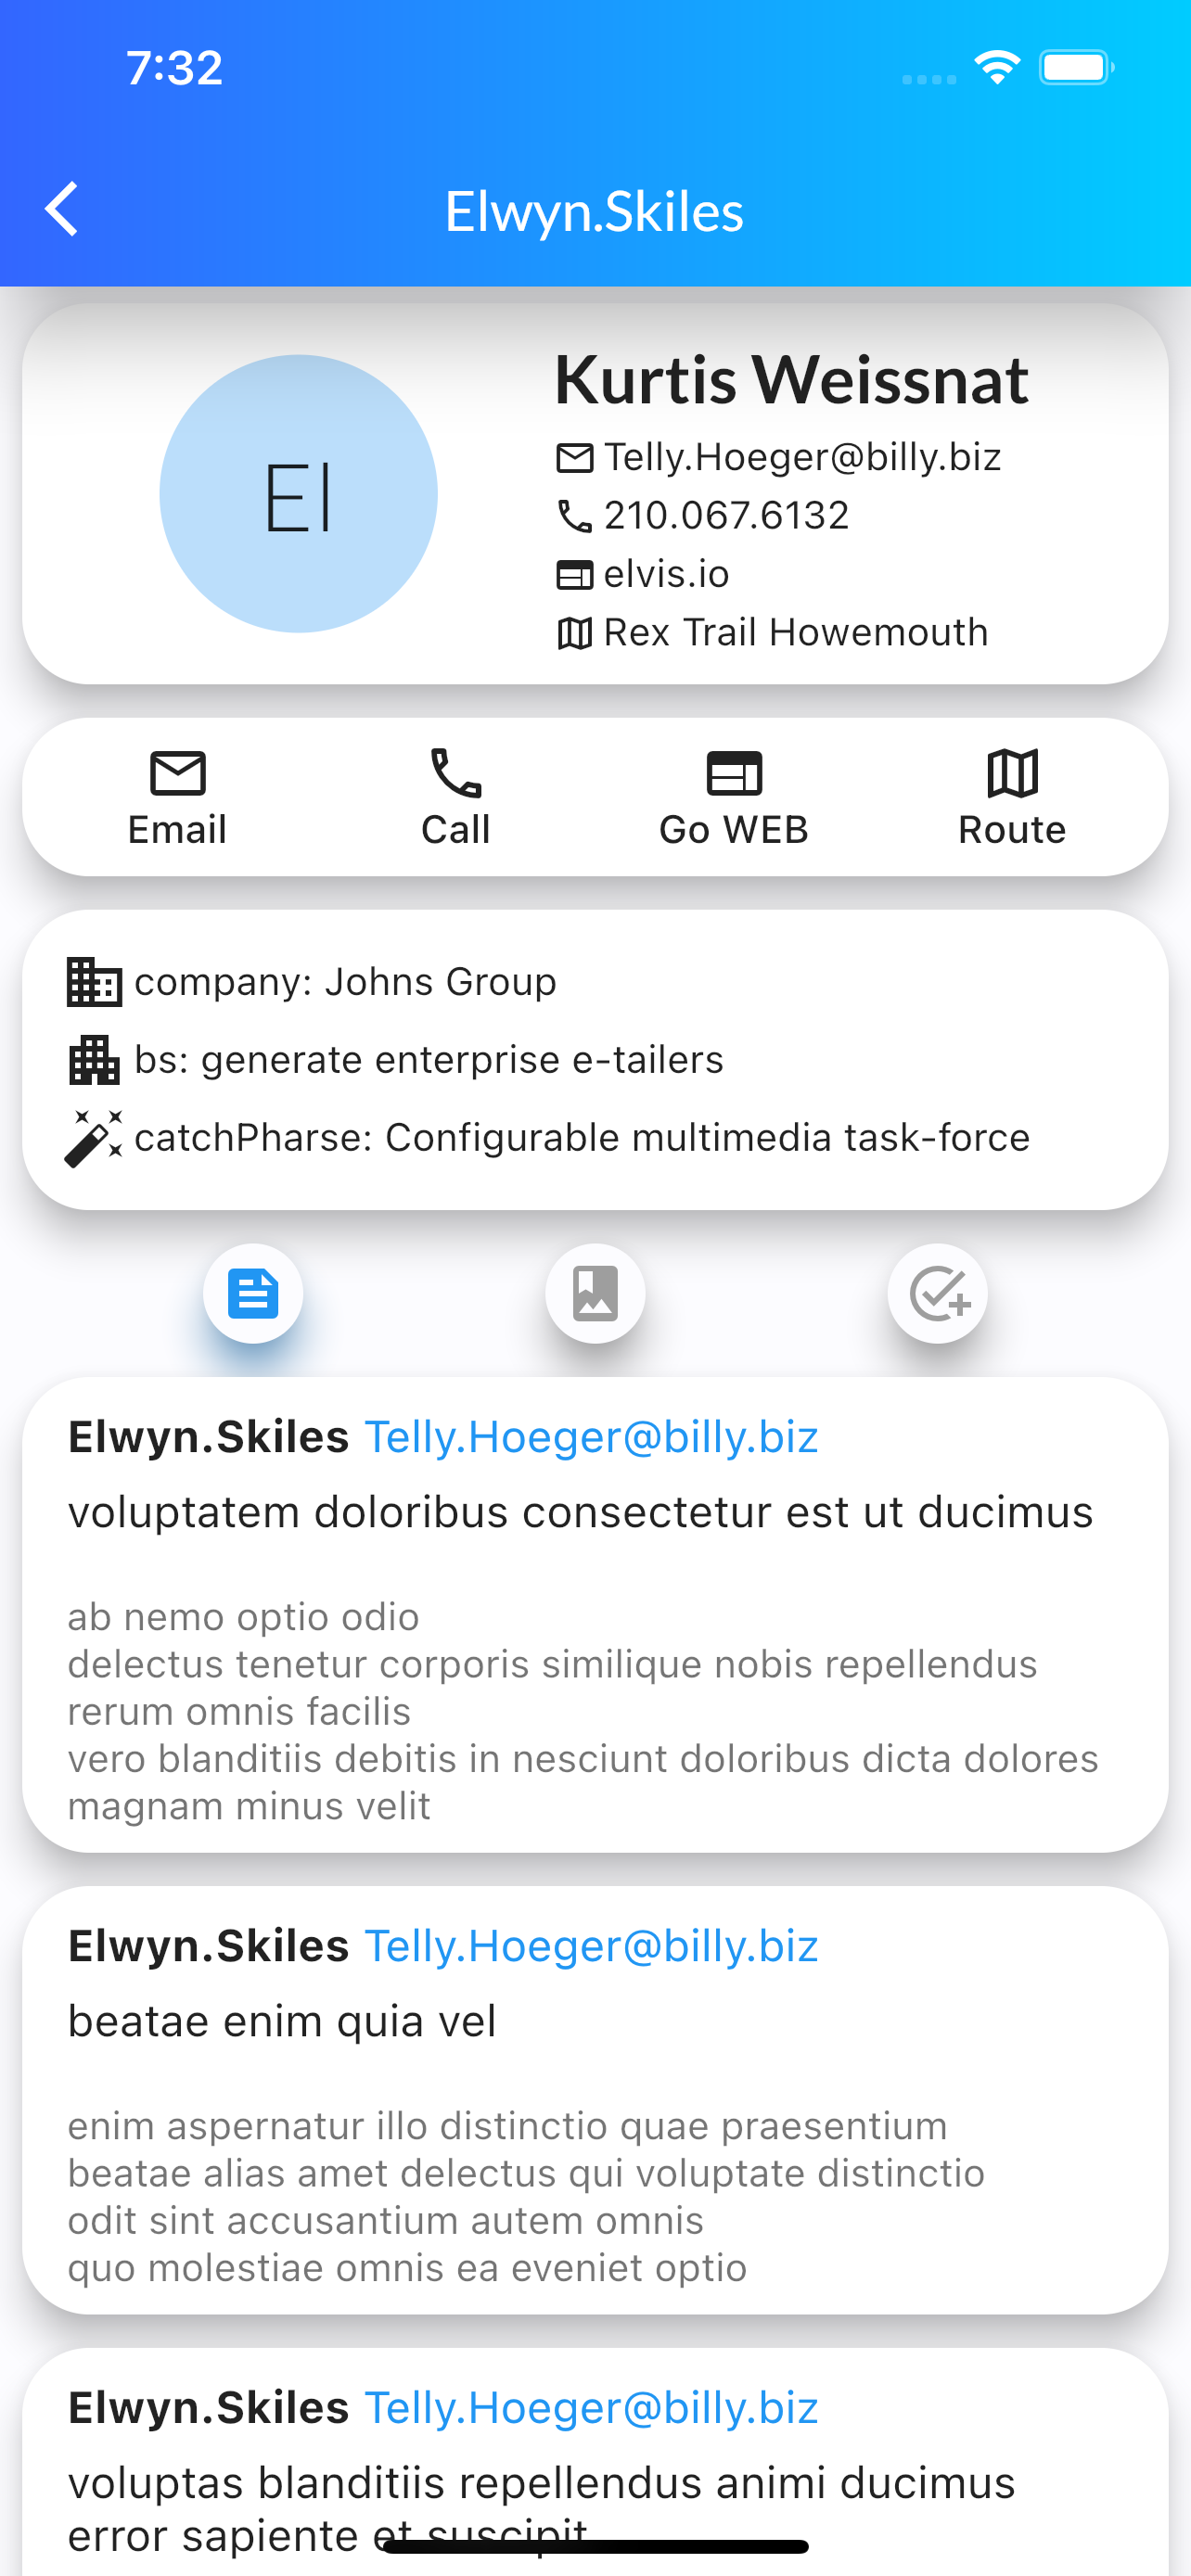 7:32
Elwyn.Skiles
El
Kurtis Weissnat
Telly.Hoeger@billy.biz
210.067.6132
elvis.io
Rex Trail Howemouth
Email Call Go WEB Route
company: Johns Group
bs: generate enterprise e-tailers
catchPharse: Configurable multimedia task-force
Elwyn.Skiles Telly.Hoeger@billy.biz
voluptatem doloribus consectetur est ut ducimus
ab nemo optio odio
delectus tenetur corporis similique nobis repellendus
rerum omnis facilis
vero blanditiis debitis in nesciunt doloribus dicta dolores
magnam minus velit
Elwyn.Skiles Telly.Hoeger@billy.biz
beatae enim quia vel
enim aspernatur illo distinctio quae praesentium
beatae alias amet delectus qui voluptate distinctio
odit sint accusantium autem omnis
quo molestiae omnis ea eveniet optio
Elwyn.Skiles Telly.Hoeger@billy.biz
voluptas blanditiis repellendus animi ducimus
error sapiente et suscipit